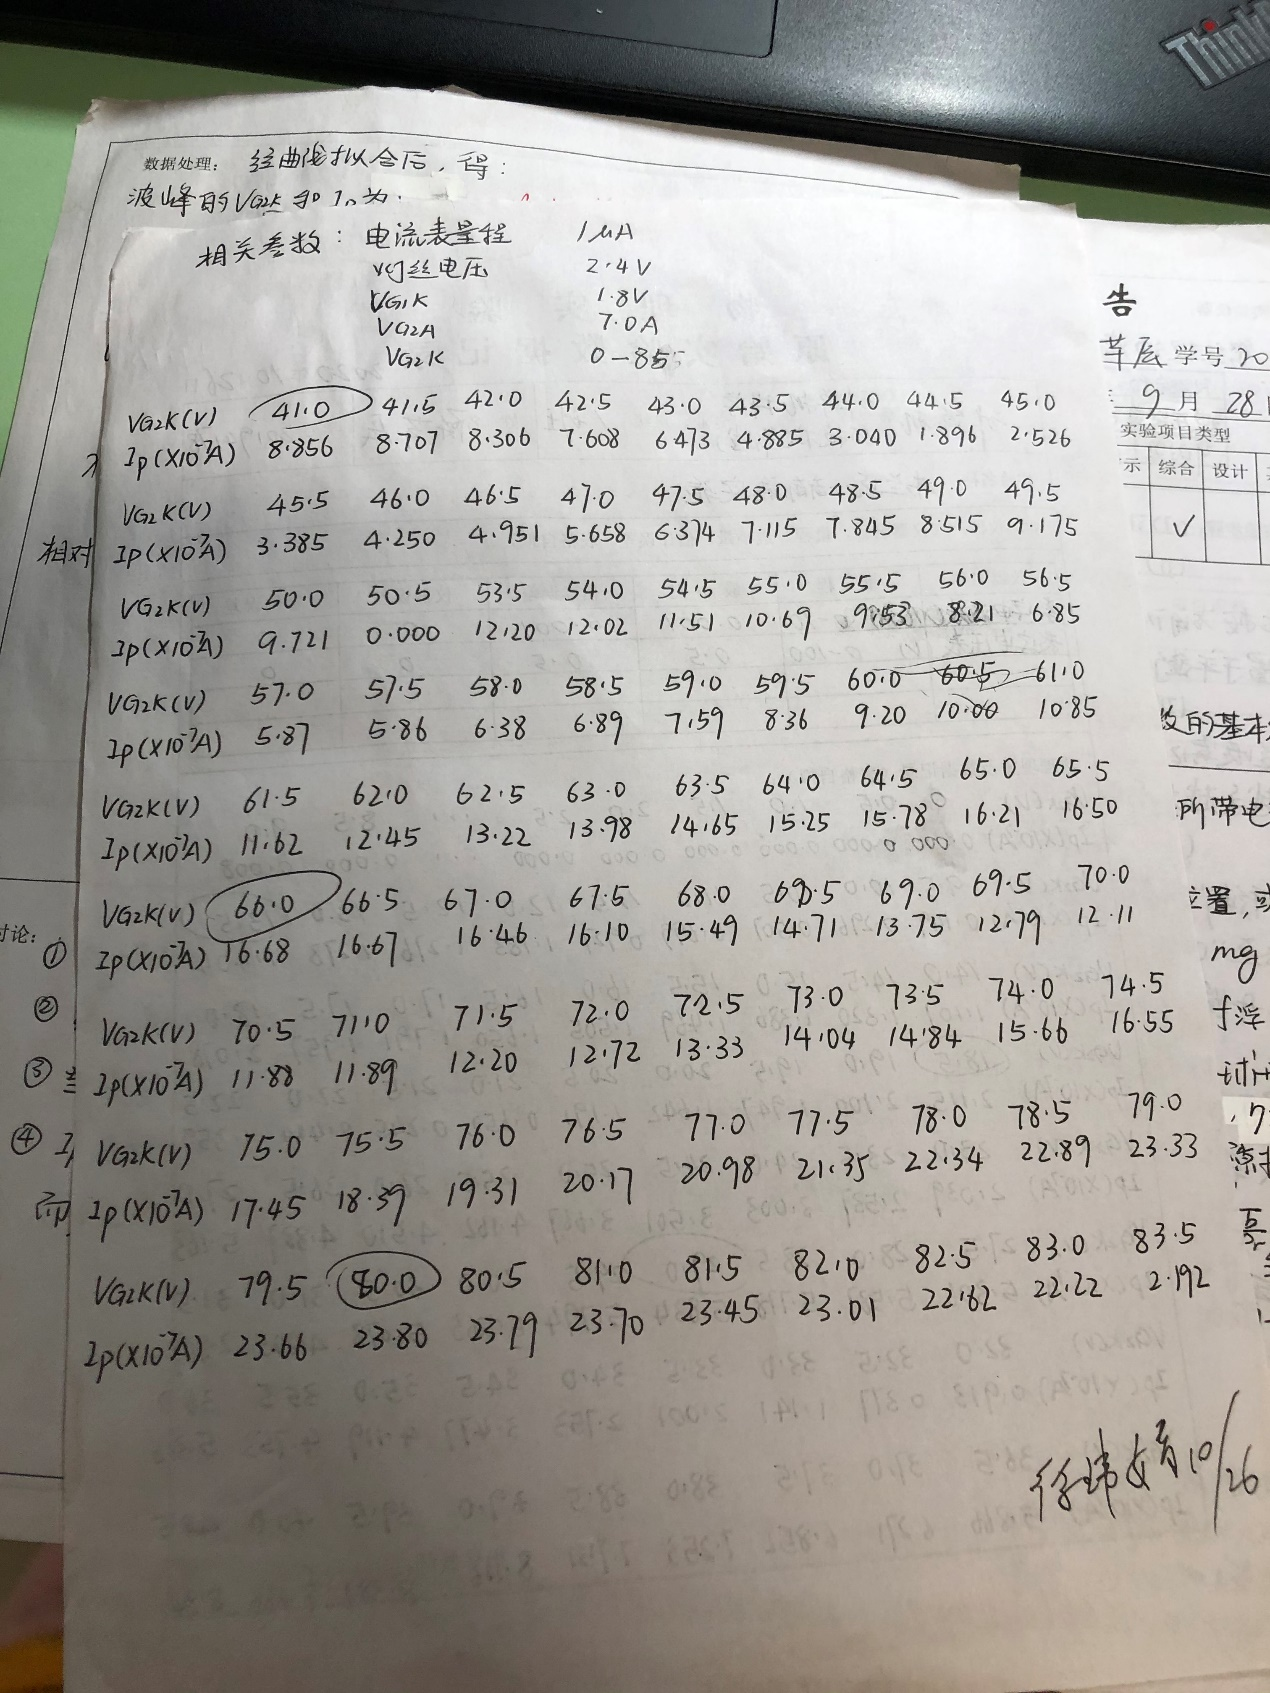 Think
数据处理: 经曲线拟合后,得:
波峰的VG2K和Ip为:
相关参数: 电流表量程 1μA
灯丝电压 2.4V
VG1K 1.8V
VG2A 7.0A
VG2K 0-85
VG2K(V) 41.0 41.5 42.0 42.5 43.0 43.5 44.0 44.5 45.0
Ip(X10⁻⁷A) 8.856 8.707 8.306 7.608 6.473 4.885 3.040 1.896 2.526
VG2K(V) 45.5 46.0 46.5 47.0 47.5 48.0 48.5 49.0 49.5
Ip(X10⁻⁷A) 3.385 4.250 4.951 5.658 6.374 7.115 7.845 8.515 9.175
VG2K(V) 50.0 50.5 53.5 54.0 54.5 55.0 55.5 56.0 56.5
Ip(X10⁻⁷A) 9.721 0.000 12.20 12.02 11.51 10.69 9.53 8.21 6.85
VG2K(V) 57.0 57.5 58.0 58.5 59.0 59.5 60.0 60.5 61.0
Ip(X10⁻⁷A) 5.87 5.86 6.38 6.89 7.59 8.36 9.20 10.00 10.85
VG2K(V) 61.5 62.0 62.5 63.0 63.5 64.0 64.5 65.0 65.5
Ip(X10⁻⁷A) 11.62 12.45 13.22 13.98 14.65 15.25 15.78 16.21 16.50
VG2K(V) 66.0 66.5 67.0 67.5 68.0 68.5 69.0 69.5 70.0
Ip(X10⁻⁷A) 16.68 16.67 16.46 16.10 15.49 14.71 13.75 12.79 12.11
VG2K(V) 70.5 71.0 71.5 72.0 72.5 73.0 73.5 74.0 74.5
Ip(X10⁻⁷A) 11.88 11.89 12.20 12.72 13.33 14.04 14.84 15.66 16.55
VG2K(V) 75.0 75.5 76.0 76.5 77.0 77.5 78.0 78.5 79.0
Ip(X10⁻⁷A) 17.45 18.39 19.31 20.17 20.98 21.35 22.34 22.89 23.33
VG2K(V) 79.5 80.0 80.5 81.0 81.5 82.0 82.5 83.0 83.5
Ip(X10⁻⁷A) 23.66 23.80 23.79 23.70 23.45 23.01 22.62 22.22 2.192
10/26
相对
讨论:
①
②
③
④
告
学号 20
9 月 28
实验项目类型
示 综合 设计
√
的基本
所带电
位置,或
mg
f浮